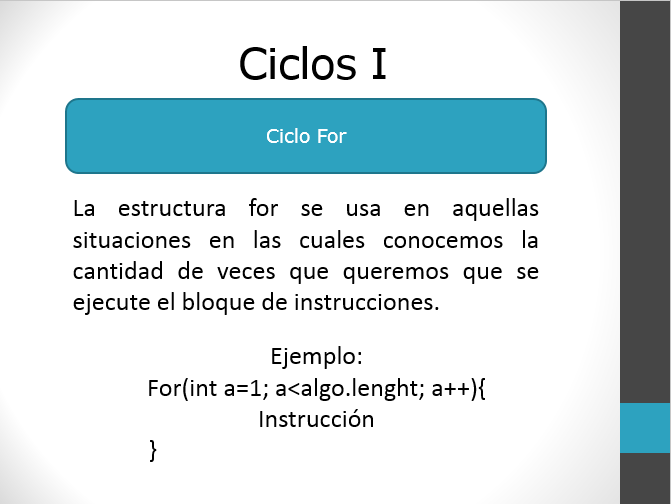 Ciclos I
Ciclo For
La estructura for se usa en aquellas
situaciones en las cuales conocemos la
cantidad de veces que queremos que se
ejecute el bloque de instrucciones.
Ejemplo:
For(int a=1; a<algo.lenght; a++){
Instrucción
}